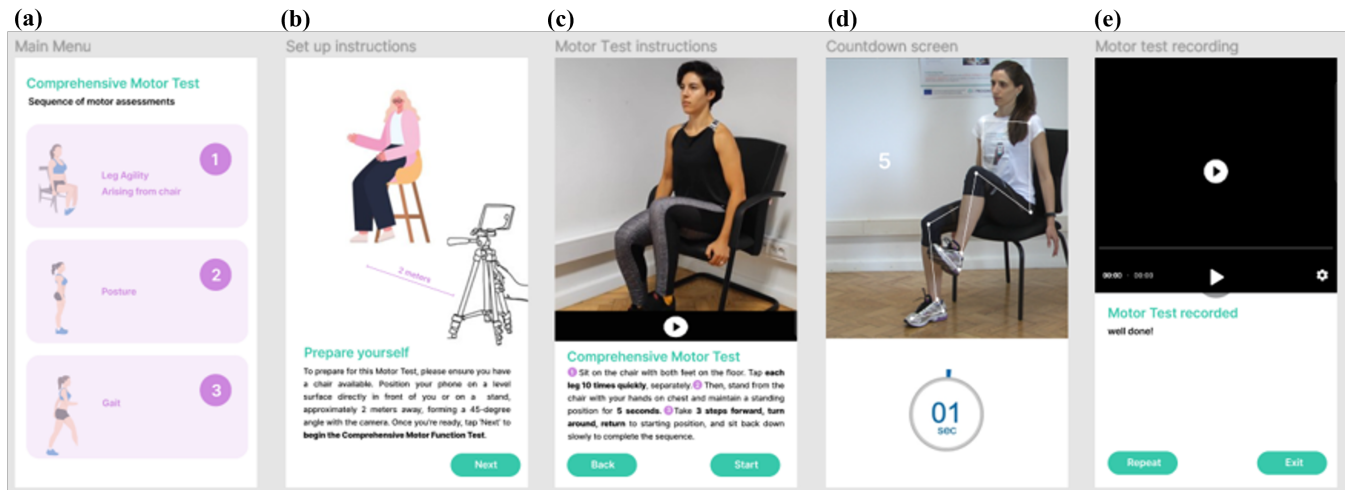 (a)
Main Menu
Comprehensive Motor Test
Sequence of motor assessments
1
Leg Agility
Arising from chair
2
Posture
3
Gait
(b)
Set up instructions
2 meters
Prepare yourself
To prepare for this Motor Test, please ensure you have
a chair available. Position your phone on a level
surface directly in front of you or on a stand,
approximately 2 meters away, forming a 45-degree
angle with the camera. Once you're ready, tap 'Next' to
begin the Comprehensive Motor Function Test.
Next
(c)
Motor Test instructions
Comprehensive Motor Test
1 Sit on the chair with both feet on the floor. Tap each
leg 10 times quickly, separately. 2 Then, stand from the
chair with your hands on chest and maintain a standing
position for 5 seconds. 3 Take 3 steps forward, turn
around, return to starting position, and sit back down
slowly to complete the sequence.
Back
Start
(d)
Countdown screen
5
01
sec
(e)
Motor test recording
00:00 - 00:03
Motor Test recorded
well done!
Repeat
Exit